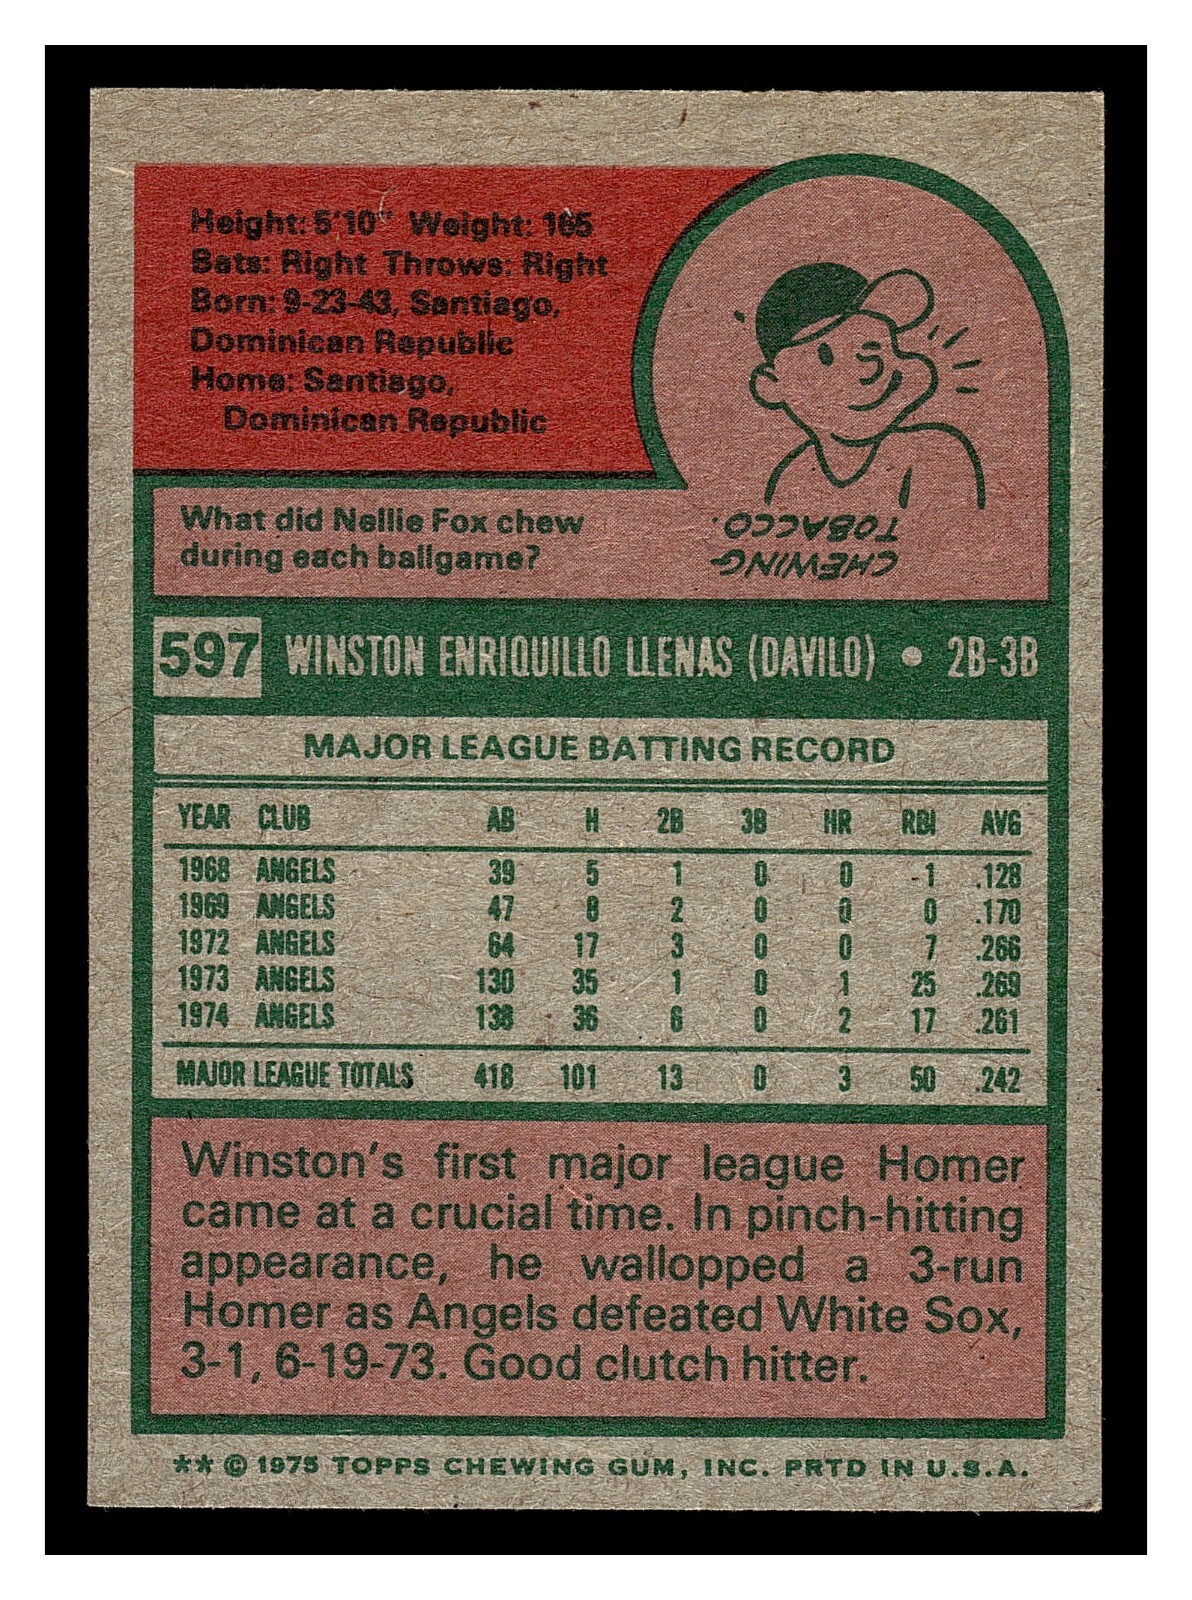 Height: 5'10" Weight: 165
Bats: Right Throws: Right
Born: 9-23-43, Santiago,
Dominican Republic
Home: Santiago,
Dominican Republic
What did Nellie Fox chew
during each ballgame?
CHEWING
TOBACCO.
597 WINSTON ENRIQUILLO LLENAS (DAVILO) • 2B-3B
MAJOR LEAGUE BATTING RECORD
YEAR CLUB AB H 2B 3B HR RBI AVG
1968 ANGELS 39 5 1 0 0 1 .128
1969 ANGELS 47 8 2 0 0 0 .170
1972 ANGELS 64 17 3 0 0 7 .266
1973 ANGELS 130 35 1 0 1 25 .269
1974 ANGELS 138 36 6 0 2 17 .261
MAJOR LEAGUE TOTALS 418 101 13 0 3 50 .242
Winston's first major league Homer
came at a crucial time. In pinch-hitting
appearance, he wallopped a 3-run
Homer as Angels defeated White Sox,
3-1, 6-19-73. Good clutch hitter.
** © 1975 TOPPS CHEWING GUM, INC. PRTD IN U.S.A.